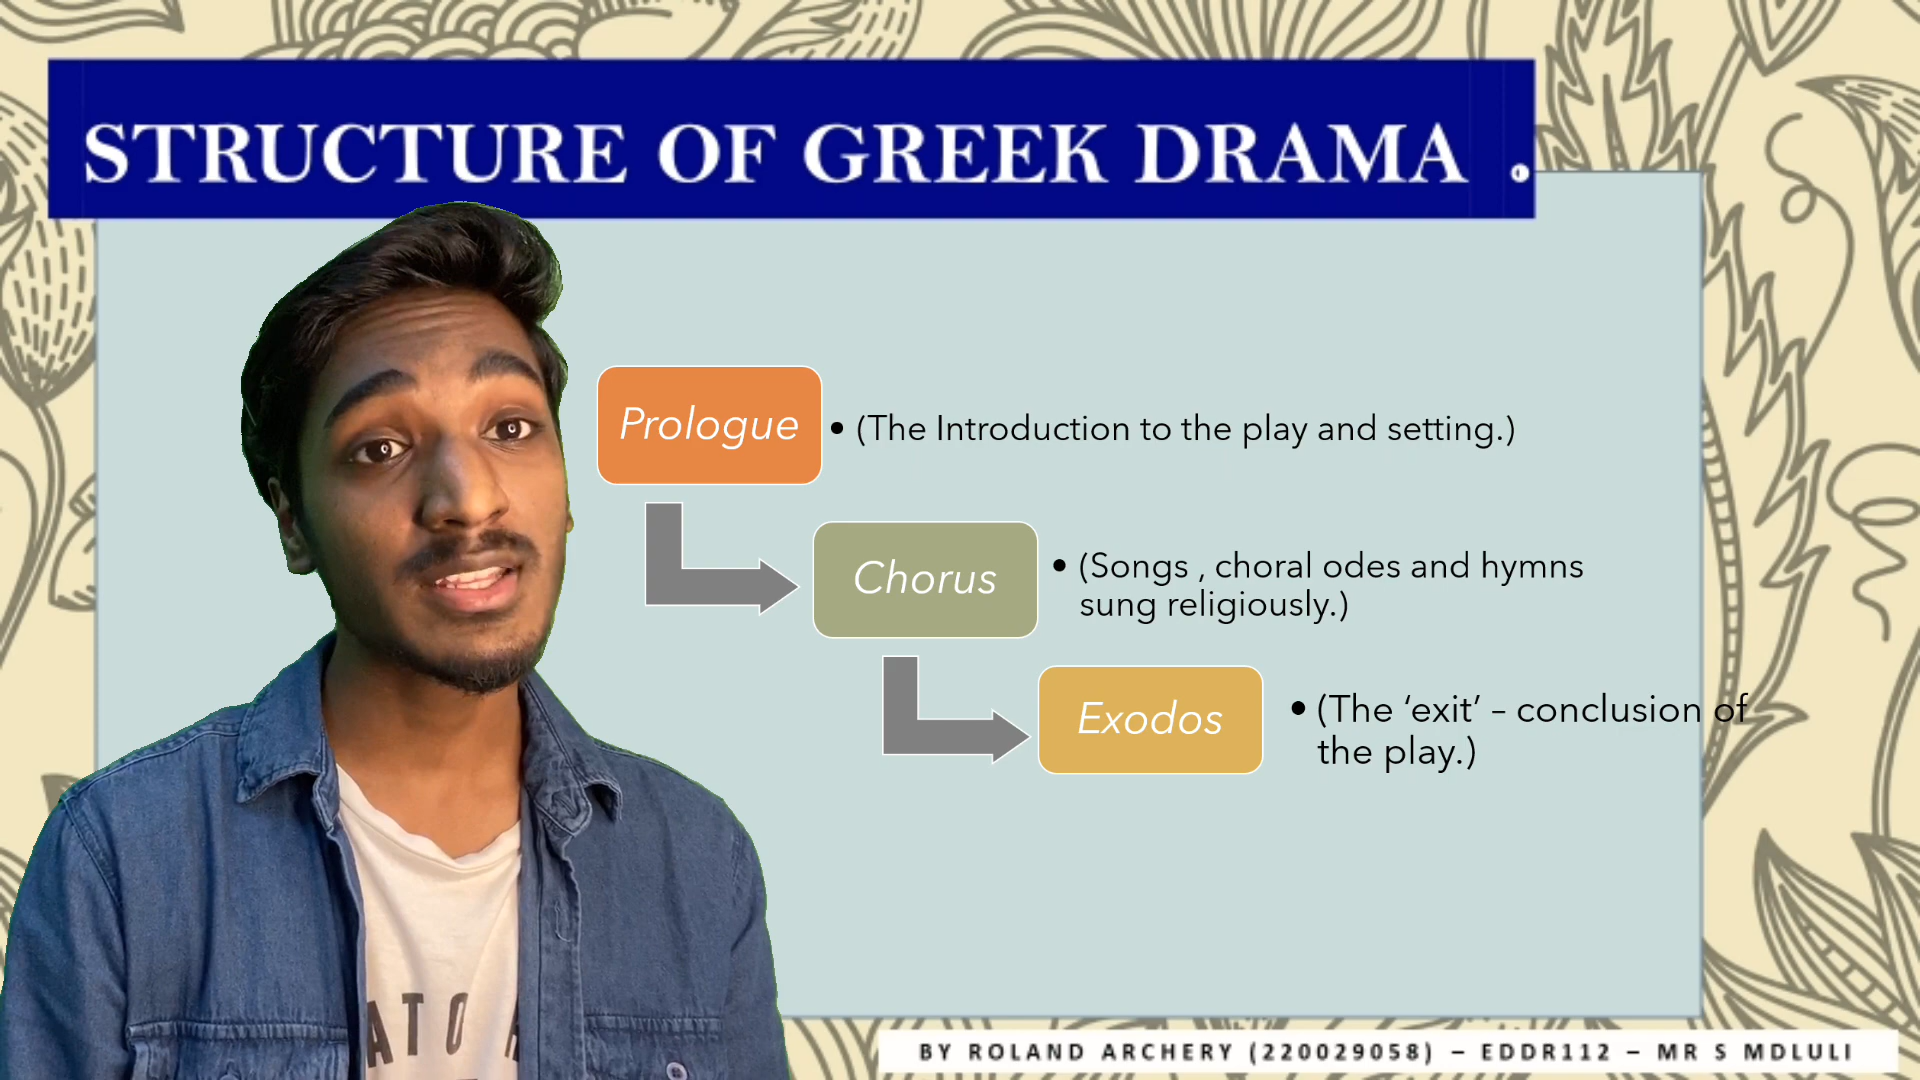 STRUCTURE OF GREEK DRAMA .
Prologue
• (The Introduction to the play and setting.)
Chorus
• (Songs , choral odes and hymns
sung religiously.)
Exodos
• (The ‘exit’ – conclusion of
the play.)
ATO
BY ROLAND ARCHERY (220029058) – EDDR112 – MR S MDLULI